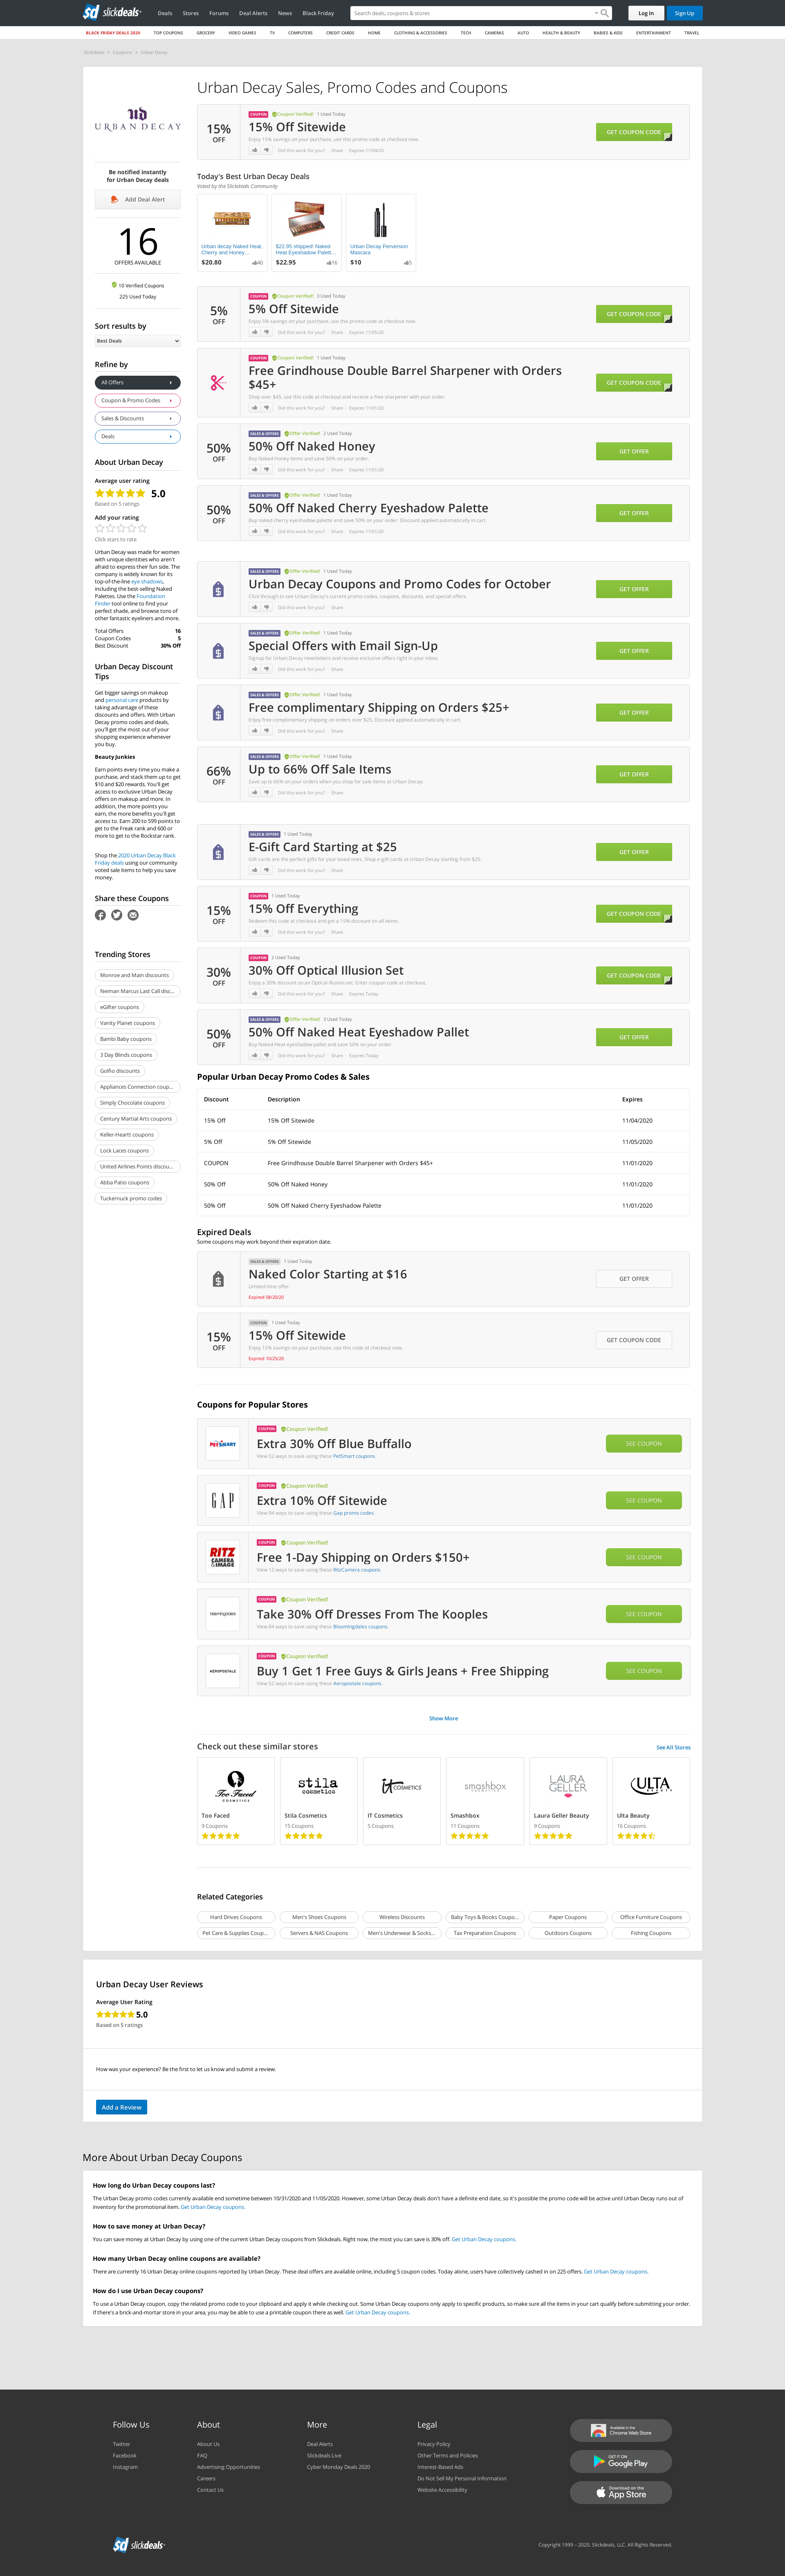 slickdeals
Deals Stores Forums Deal Alerts News Black Friday
Search deals, coupons & stores
Log In
Sign Up
BLACK FRIDAY DEALS 2020 TOP COUPONS GROCERY VIDEO GAMES TV COMPUTERS CREDIT CARDS HOME CLOTHING & ACCESSORIES TECH CAMERAS AUTO HEALTH & BEAUTY BABIES & KIDS ENTERTAINMENT TRAVEL
Slickdeals › Coupons › Urban Decay
UD
URBAN DECAY
Be notified instantly
for Urban Decay deals
Add Deal Alert
16
OFFERS AVAILABLE
10 Verified Coupons
225 Used Today
Sort results by
Best Deals
Refine by
All Offers
Coupon & Promo Codes
Sales & Discounts
Deals
About Urban Decay
Average user rating
5.0
Based on 5 ratings
Add your rating
Click stars to rate
Urban Decay was made for women
with unique identities who aren't
afraid to express their fun side. The
company is widely known for its
top-of-the-line eye shadows,
including the best-selling Naked
Palettes. Use the Foundation
Finder tool online to find your
perfect shade, and browse tons of
other fantastic eyeliners and more.
Total Offers 16
Coupon Codes 5
Best Discount 30% Off
Urban Decay Discount
Tips
Get bigger savings on makeup
and personal care products by
taking advantage of these
discounts and offers. With Urban
Decay promo codes and deals,
you'll get the most out of your
shopping experience whenever
you buy.
Beauty Junkies
Earn points every time you make a
purchase, and stack them up to get
$10 and $20 rewards. You'll get
access to exclusive Urban Decay
offers on makeup and more. In
addition, the more points you
earn, the more benefits you'll get
access to. Earn 200 to 599 points to
get to the Freak rank and 600 or
more to get to the Rockstar rank.
Shop the 2020 Urban Decay Black
Friday deals using our community
voted sale items to help you save
money.
Share these Coupons
Trending Stores
Monroe and Main discounts
Neiman Marcus Last Call disc...
eGifter coupons
Vanity Planet coupons
Bambi Baby coupons
3 Day Blinds coupons
Golfio discounts
Appliances Connection coup...
Simply Chocolate coupons
Century Martial Arts coupons
Keller-Heartt coupons
Lock Laces coupons
United Airlines Points discou...
Abba Patio coupons
Tuckernuck promo codes
Urban Decay Sales, Promo Codes and Coupons
15%
OFF
COUPON Coupon Verified! 1 Used Today
15% Off Sitewide
Enjoy 15% savings on your purchase, use this promo code at checkout now.
Did this work for you? · Share · Expires 11/04/20
GET COUPON CODE
Today's Best Urban Decay Deals
Voted by the Slickdeals Community
Urban decay Naked Heat,
Cherry and Honey...
$20.80 40
$22.95 shipped! Naked
Heat Eyeshadow Palett...
$22.95 16
Urban Decay Perversion
Mascara
$10 5
5%
OFF
COUPON Coupon Verified! 3 Used Today
5% Off Sitewide
Enjoy 5% savings on your purchase, use this promo code at checkout now.
Did this work for you? · Share · Expires 11/05/20
GET COUPON CODE
COUPON Coupon Verified! 1 Used Today
Free Grindhouse Double Barrel Sharpener with Orders
$45+
Shop over $45, use this code at checkout and receive a free sharpener with your order.
Did this work for you? · Share · Expires 11/01/20
GET COUPON CODE
50%
OFF
SALES & OFFERS Offer Verified! 2 Used Today
50% Off Naked Honey
Buy Naked Honey items and save 50% on your order.
Did this work for you? · Share · Expires 11/01/20
GET OFFER
50%
OFF
SALES & OFFERS Offer Verified! 1 Used Today
50% Off Naked Cherry Eyeshadow Palette
Buy naked cherry eyeshadow palette and save 50% on your order. Discount applied automatically in cart.
Did this work for you? · Share · Expires 11/01/20
GET OFFER
SALES & OFFERS Offer Verified! 1 Used Today
Urban Decay Coupons and Promo Codes for October
Click through to see Urban Decay's current promo codes, coupons, discounts, and special offers.
Did this work for you? · Share
GET OFFER
SALES & OFFERS Offer Verified! 1 Used Today
Special Offers with Email Sign-Up
Signup for Urban Decay newsletters and receive exclusive offers right in your inbox.
Did this work for you? · Share
GET OFFER
SALES & OFFERS Offer Verified! 1 Used Today
Free complimentary Shipping on Orders $25+
Enjoy free complimentary shipping on orders over $25. Discount applied automatically in cart.
Did this work for you? · Share
GET OFFER
66%
OFF
SALES & OFFERS Offer Verified! 1 Used Today
Up to 66% Off Sale Items
Save up to 66% on your orders when you shop for sale items at Urban Decay.
Did this work for you? · Share
GET OFFER
SALES & OFFERS 1 Used Today
E-Gift Card Starting at $25
Gift cards are the perfect gifts for your loved ones. Shop e-gift cards at Urban Decay starting from $25.
Did this work for you? · Share
GET OFFER
15%
OFF
COUPON 1 Used Today
15% Off Everything
Redeem this code at checkout and get a 15% discount on all items.
Did this work for you? · Share
GET COUPON CODE
30%
OFF
COUPON 2 Used Today
30% Off Optical Illusion Set
Enjoy a 30% discount on an Optical illusion set. Enter coupon code at checkout.
Did this work for you? · Share · Expires Today
GET COUPON CODE
50%
OFF
SALES & OFFERS Offer Verified! 3 Used Today
50% Off Naked Heat Eyeshadow Pallet
Buy Naked Heat eyeshadow pallet and save 50% on your order.
Did this work for you? · Share · Expires Today
GET OFFER
Popular Urban Decay Promo Codes & Sales
Discount Description Expires
15% Off 15% Off Sitewide 11/04/2020
5% Off 5% Off Sitewide 11/05/2020
COUPON Free Grindhouse Double Barrel Sharpener with Orders $45+ 11/01/2020
50% Off 50% Off Naked Honey 11/01/2020
50% Off 50% Off Naked Cherry Eyeshadow Palette 11/01/2020
Expired Deals
Some coupons may work beyond their expiration date.
SALES & OFFERS 1 Used Today
Naked Color Starting at $16
Limited time offer.
Expired: 08/20/20
GET OFFER
15%
OFF
COUPON 1 Used Today
15% Off Sitewide
Enjoy 15% savings on your purchase, use this code at checkout now.
Expired: 10/25/20
GET COUPON CODE
Coupons for Popular Stores
PETSMART
COUPON Coupon Verified!
Extra 30% Off Blue Buffallo
View 52 ways to save using these PetSmart coupons.
SEE COUPON
GAP
COUPON Coupon Verified!
Extra 10% Off Sitewide
View 94 ways to save using these Gap promo codes.
SEE COUPON
RITZ
CAMERA
&IMAGE
COUPON Coupon Verified!
Free 1-Day Shipping on Orders $150+
View 12 ways to save using these RitzCamera coupons.
SEE COUPON
bloomingdales
COUPON Coupon Verified!
Take 30% Off Dresses From The Kooples
View 84 ways to save using these Bloomingdales coupons.
SEE COUPON
AÉROPOSTALE
COUPON Coupon Verified!
Buy 1 Get 1 Free Guys & Girls Jeans + Free Shipping
View 52 ways to save using these Aeropostale coupons.
SEE COUPON
Show More
Check out these similar stores
See All Stores
Too Faced
COSMETICS
Too Faced
9 Coupons
stila
cosmetics
Stila Cosmetics
15 Coupons
iT COSMETICS
IT Cosmetics
5 Coupons
smashbox
COSMETICS
Smashbox
11 Coupons
LAURA
GELLER
Laura Geller Beauty
9 Coupons
ULTA
BEAUTY
Ulta Beauty
16 Coupons
Related Categories
Hard Drives Coupons
Men's Shoes Coupons
Wireless Discounts
Baby Toys & Books Coupo...
Paper Coupons
Office Furniture Coupons
Pet Care & Supplies Coup...
Servers & NAS Coupons
Men's Underwear & Socks...
Tax Preparation Coupons
Outdoors Coupons
Fishing Coupons
Urban Decay User Reviews
Average User Rating
5.0
Based on 5 ratings
How was your experience? Be the first to let us know and submit a review.
Add a Review
More About Urban Decay Coupons
How long do Urban Decay coupons last?
The Urban Decay promo codes currently available end sometime between 10/31/2020 and 11/05/2020. However, some Urban Decay deals don't have a definite end date, so it's possible the promo code will be active until Urban Decay runs out of
inventory for the promotional item. Get Urban Decay coupons.
How to save money at Urban Decay?
You can save money at Urban Decay by using one of the current Urban Decay coupons from Slickdeals. Right now, the most you can save is 30% off. Get Urban Decay coupons.
How many Urban Decay online coupons are available?
There are currently 16 Urban Decay online coupons reported by Urban Decay. These deal offers are available online, including 5 coupon codes. Today alone, users have collectively cashed in on 225 offers. Get Urban Decay coupons.
How do I use Urban Decay coupons?
To use a Urban Decay coupon, copy the related promo code to your clipboard and apply it while checking out. Some Urban Decay coupons only apply to specific products, so make sure all the items in your cart qualify before submitting your order.
If there's a brick-and-mortar store in your area, you may be able to use a printable coupon there as well. Get Urban Decay coupons.
Follow Us
Twitter
Facebook
Instagram
About
About Us
FAQ
Advertising Opportunities
Careers
Contact Us
More
Deal Alerts
Slickdeals Live
Cyber Monday Deals 2020
Legal
Privacy Policy
Other Terms and Policies
Interest-Based Ads
Do Not Sell My Personal Information
Website Accessibility
Available in the
Chrome Web Store
GET IT ON
Google Play
Download on the
App Store
slickdeals
Copyright 1999 – 2020. Slickdeals, LLC. All Rights Reserved.